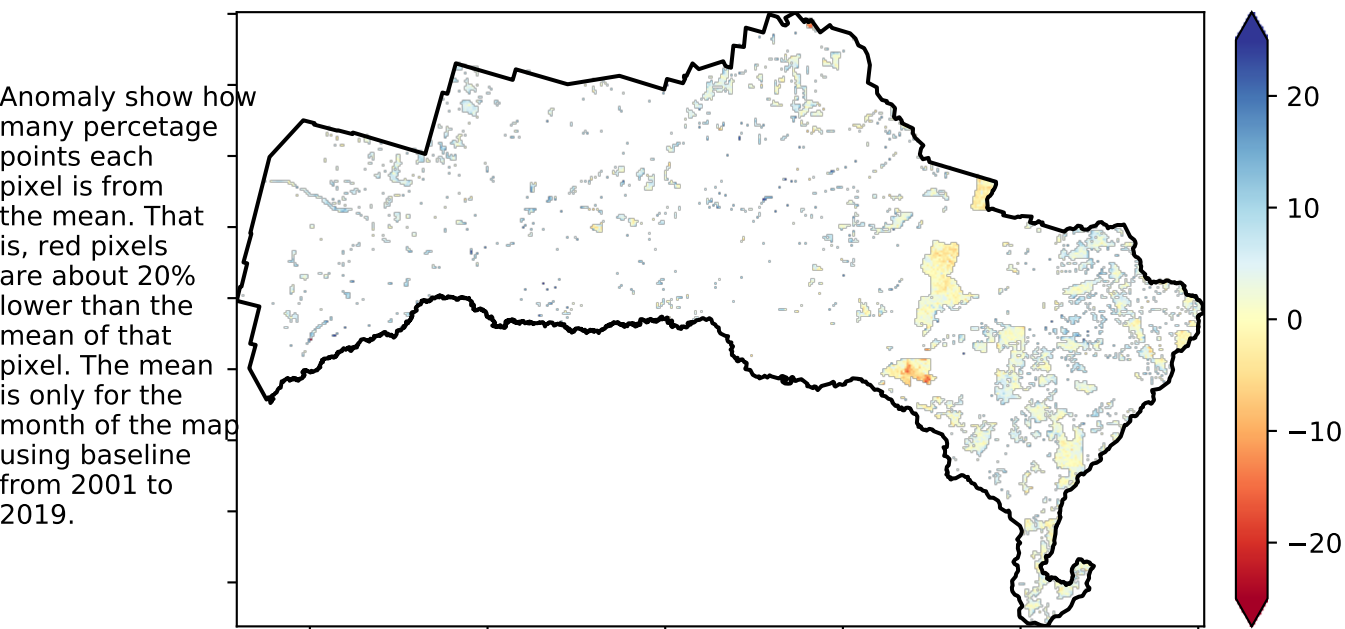 Anomaly show how
many percetage
points each
pixel is from
the mean. That
is, red pixels
are about 20%
lower than the
mean of that
pixel. The mean
is only for the
month of the map
using baseline
from 2001 to
2019.
20
10
0
−10
−20